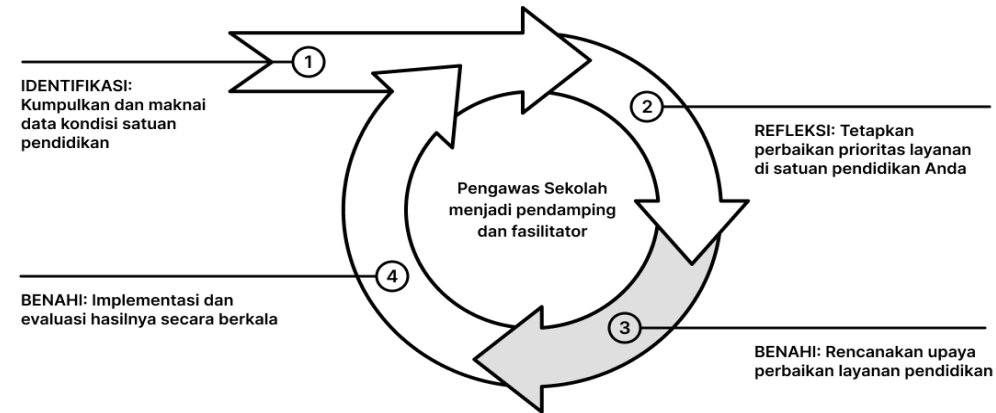 1
IDENTIFIKASI:
Kumpulkan dan maknai
data kondisi satuan
pendidikan
2
REFLEKSI: Tetapkan
perbaikan prioritas layanan
di satuan pendidikan Anda
Pengawas Sekolah
menjadi pendamping
dan fasilitator
4
BENAHI: Implementasi dan
evaluasi hasilnya secara berkala
3
BENAHI: Rencanakan upaya
perbaikan layanan pendidikan